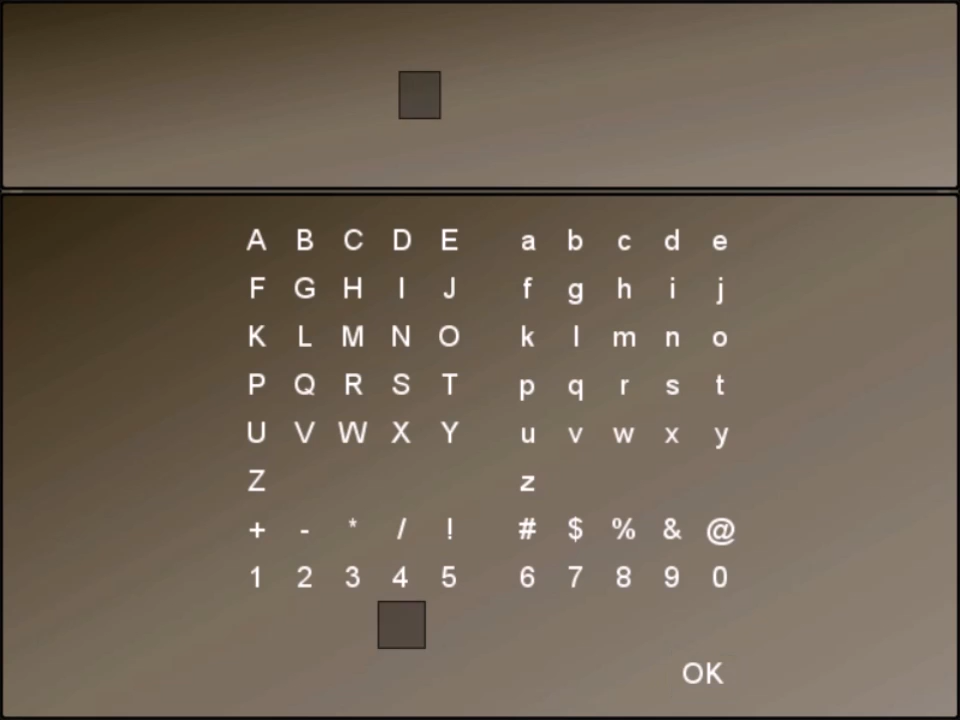 A B C D E a b c d e
F G H I J f g h i j
K L M N O k l m n o
P Q R S T p q r s t
U V W X Y u v w x y
Z z
+ - * / ! # $ % & @
1 2 3 4 5 6 7 8 9 0
OK